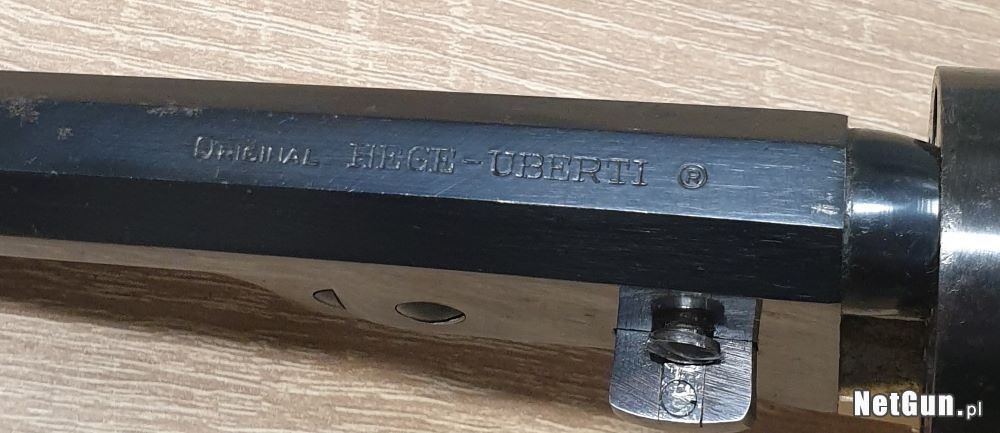 ORIGINAL HEGE-UBERTI ®
NetGun.pl